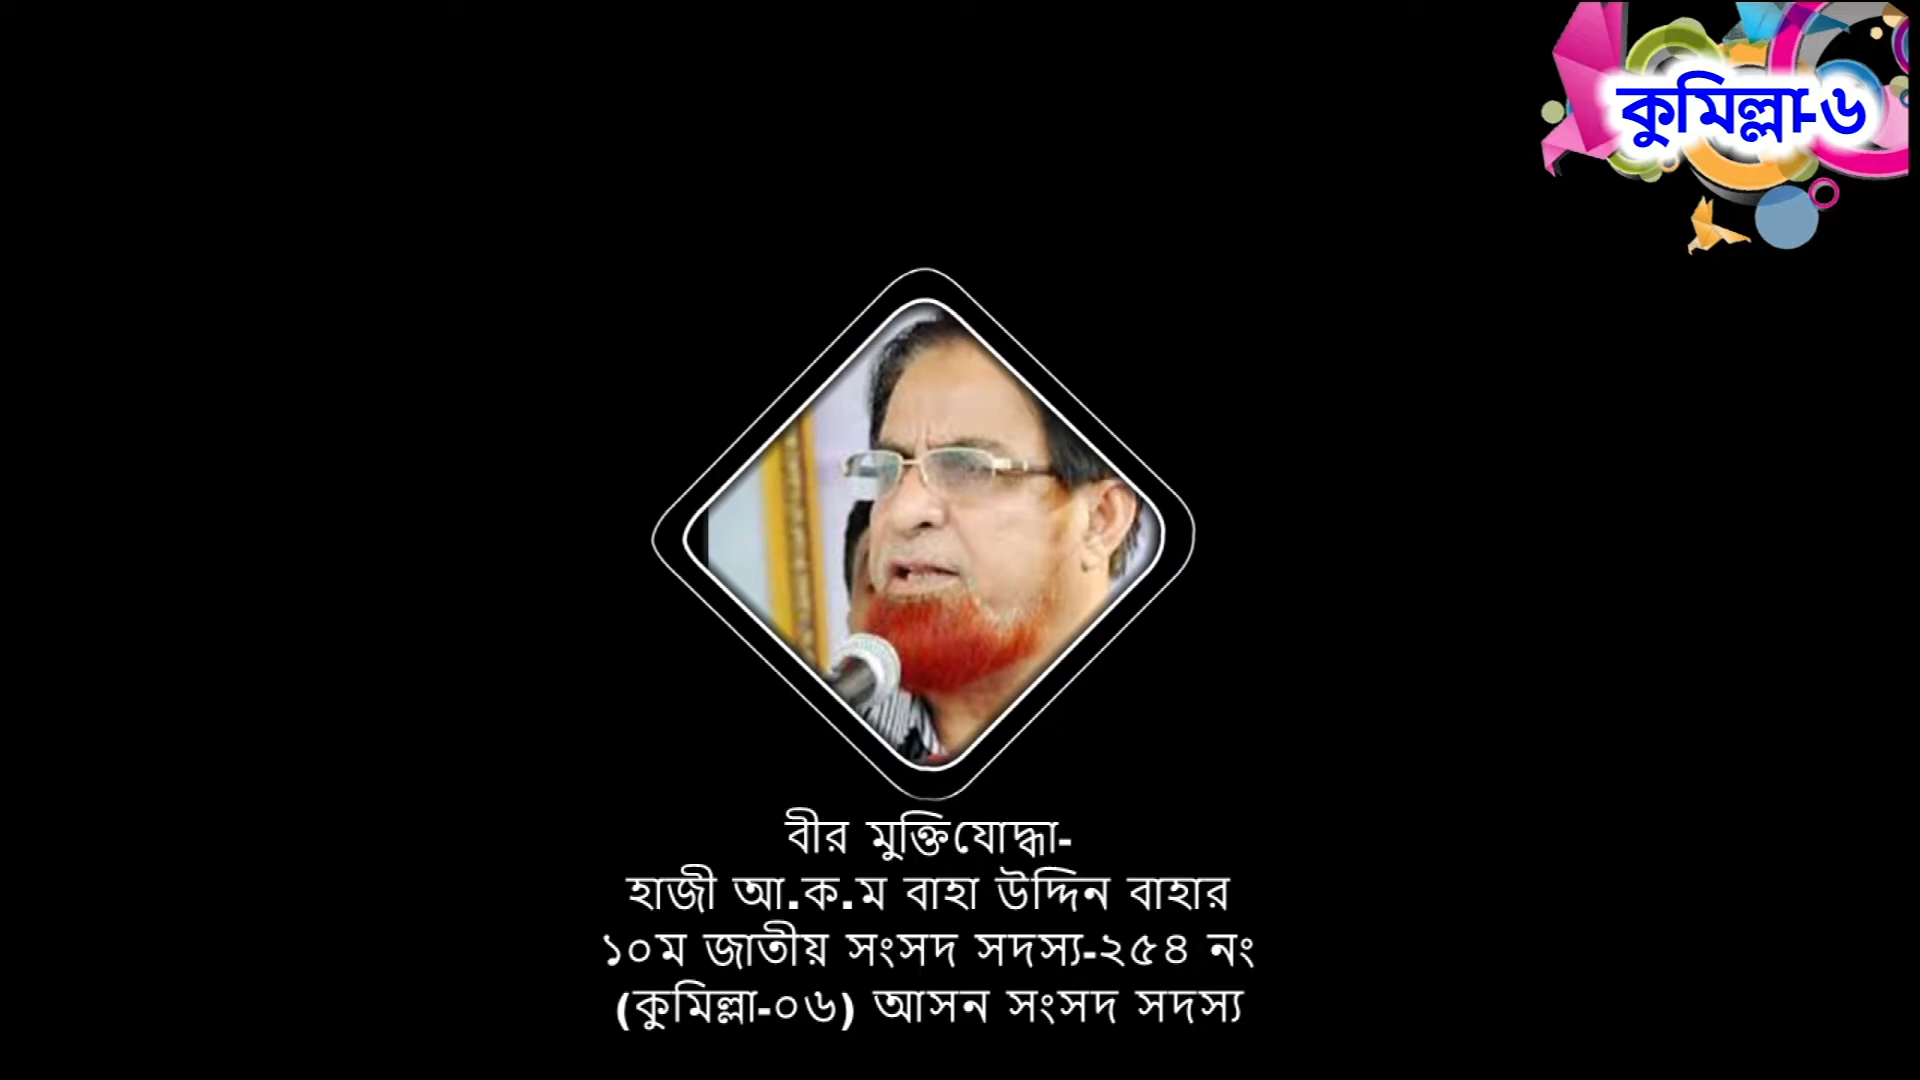 কুমিল্লা-৬
বীর মুক্তিযোদ্ধা-
হাজী আ.ক.ম বাহা উদ্দিন বাহার
১০ম জাতীয় সংসদ সদস্য-২৫৪ নং
(কুমিল্লা-০৬) আসন সংসদ সদস্য